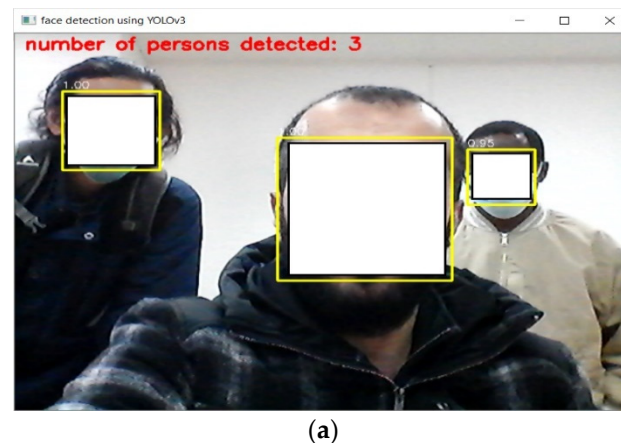 face detection using YOLOv3
number of persons detected: 3
1.00
0.95
(a)